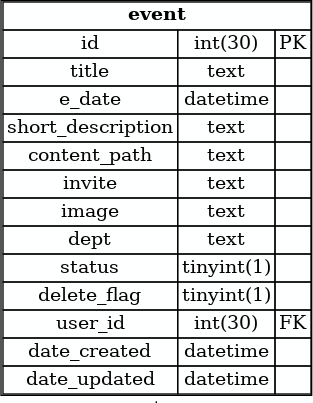 event
id int(30) PK
title text
e_date datetime
short_description text
content_path text
invite text
image text
dept text
status tinyint(1)
delete_flag tinyint(1)
user_id int(30) FK
date_created datetime
date_updated datetime